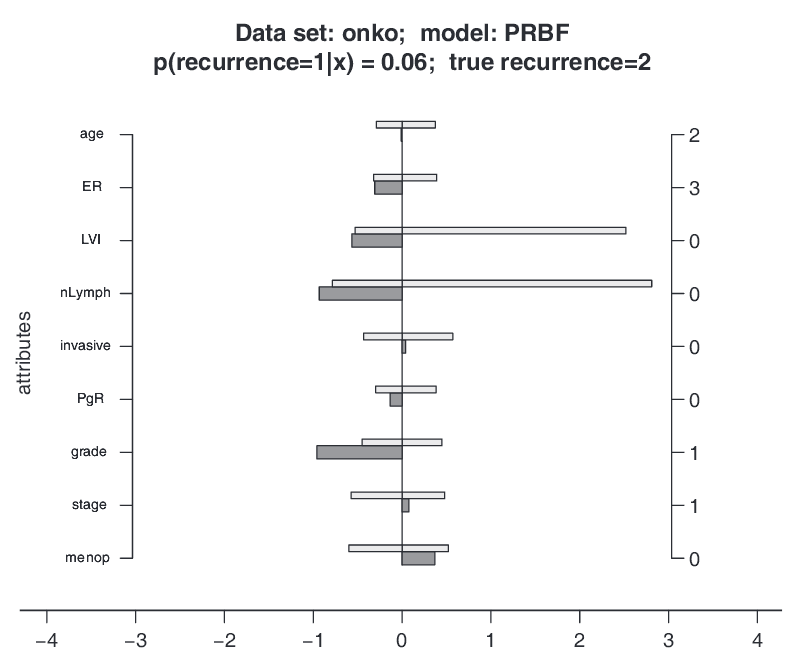 Data set: onko;  model: PRBF
p(recurrence=1|x) = 0.06;  true recurrence=2
age 2
ER 3
LVI 0
nLymph 0
invasive 0
PgR 0
grade 1
stage 1
menop 0
attributes
−4 −3 −2 −1 0 1 2 3 4